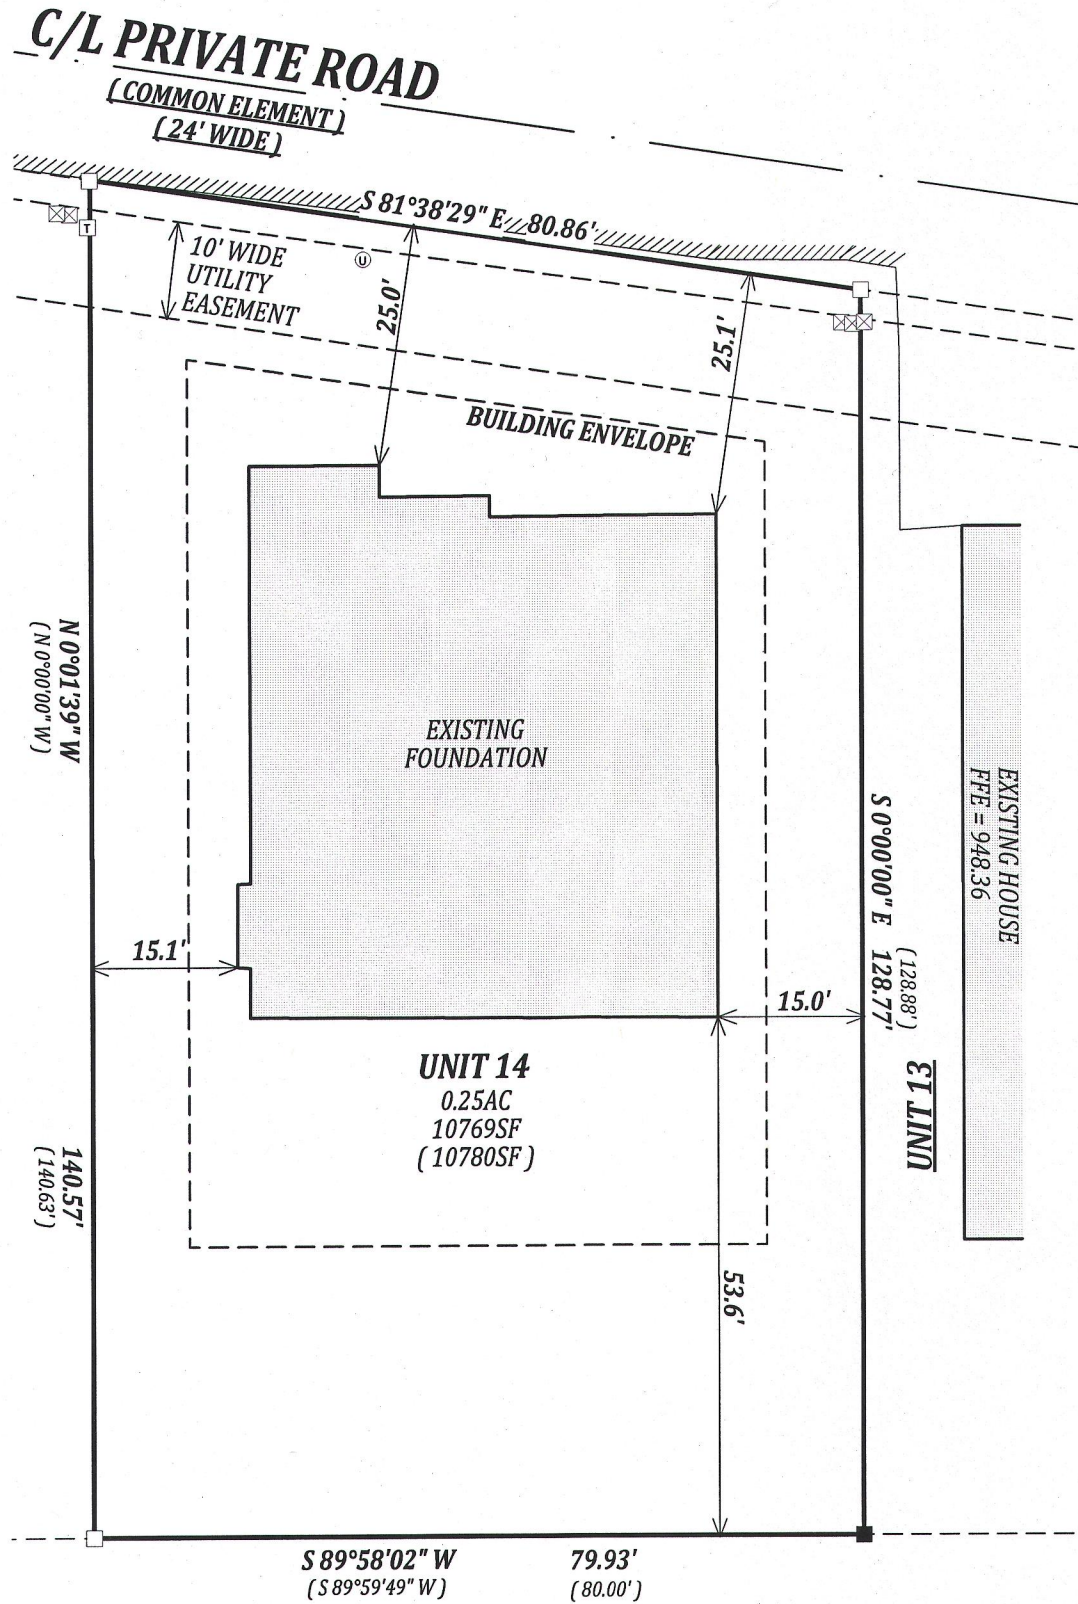 C/L PRIVATE ROAD
( COMMON ELEMENT )
( 24' WIDE )
S 81°38'29" E 80.86'
T
10' WIDE
UTILITY
EASEMENT
U
25.0'
25.1'
BUILDING ENVELOPE
N 0°01'39" W
( N 0°00'00" W )
EXISTING
FOUNDATION
S 0°00'00" E 128.77'
( 128.88' )
EXISTING HOUSE
FFE = 948.36
15.1'
15.0'
UNIT 14
0.25AC
10769SF
( 10780SF )
UNIT 13
140.57'
( 140.63' )
53.6'
S 89°58'02" W 79.93'
( S 89°59'49" W ) ( 80.00' )